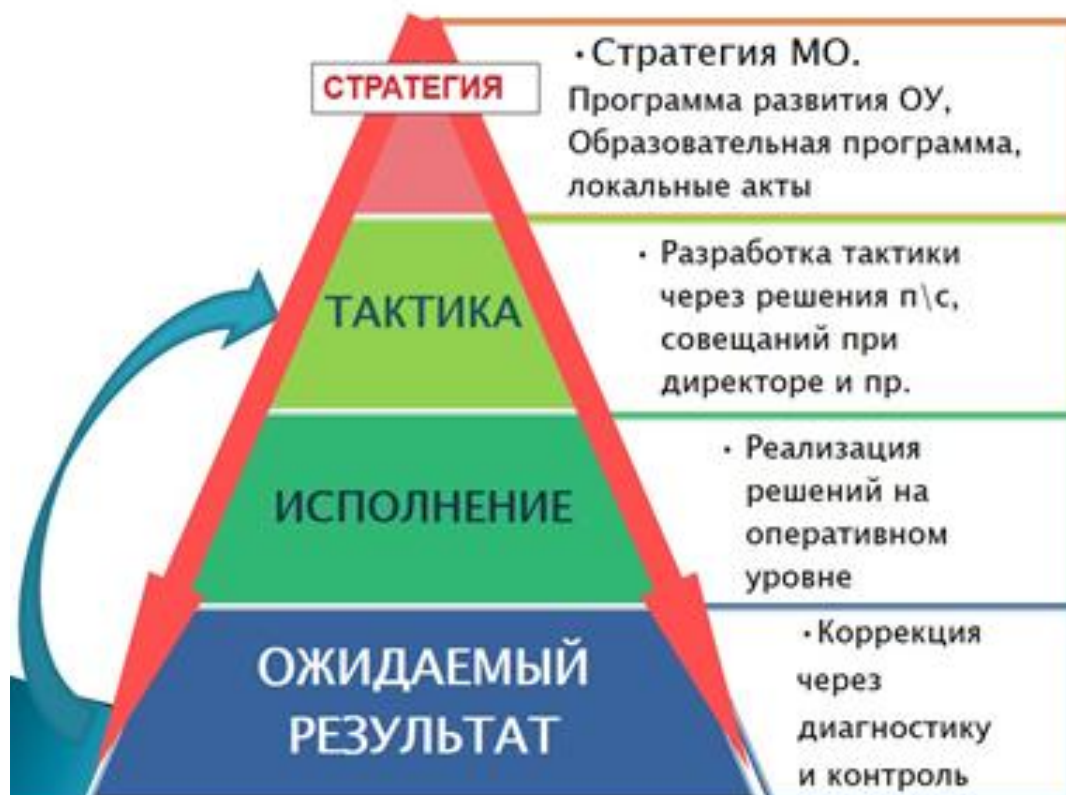 СТРАТЕГИЯ
·Стратегия МО.
Программа развития ОУ,
Образовательная программа,
локальные акты
ТАКТИКА
· Разработка тактики
через решения п\с,
совещаний при
директоре и пр.
ИСПОЛНЕНИЕ
· Реализация
решений на
оперативном
уровне
ОЖИДАЕМЫЙ
РЕЗУЛЬТАТ
·Коррекция
через
диагностику
и контроль